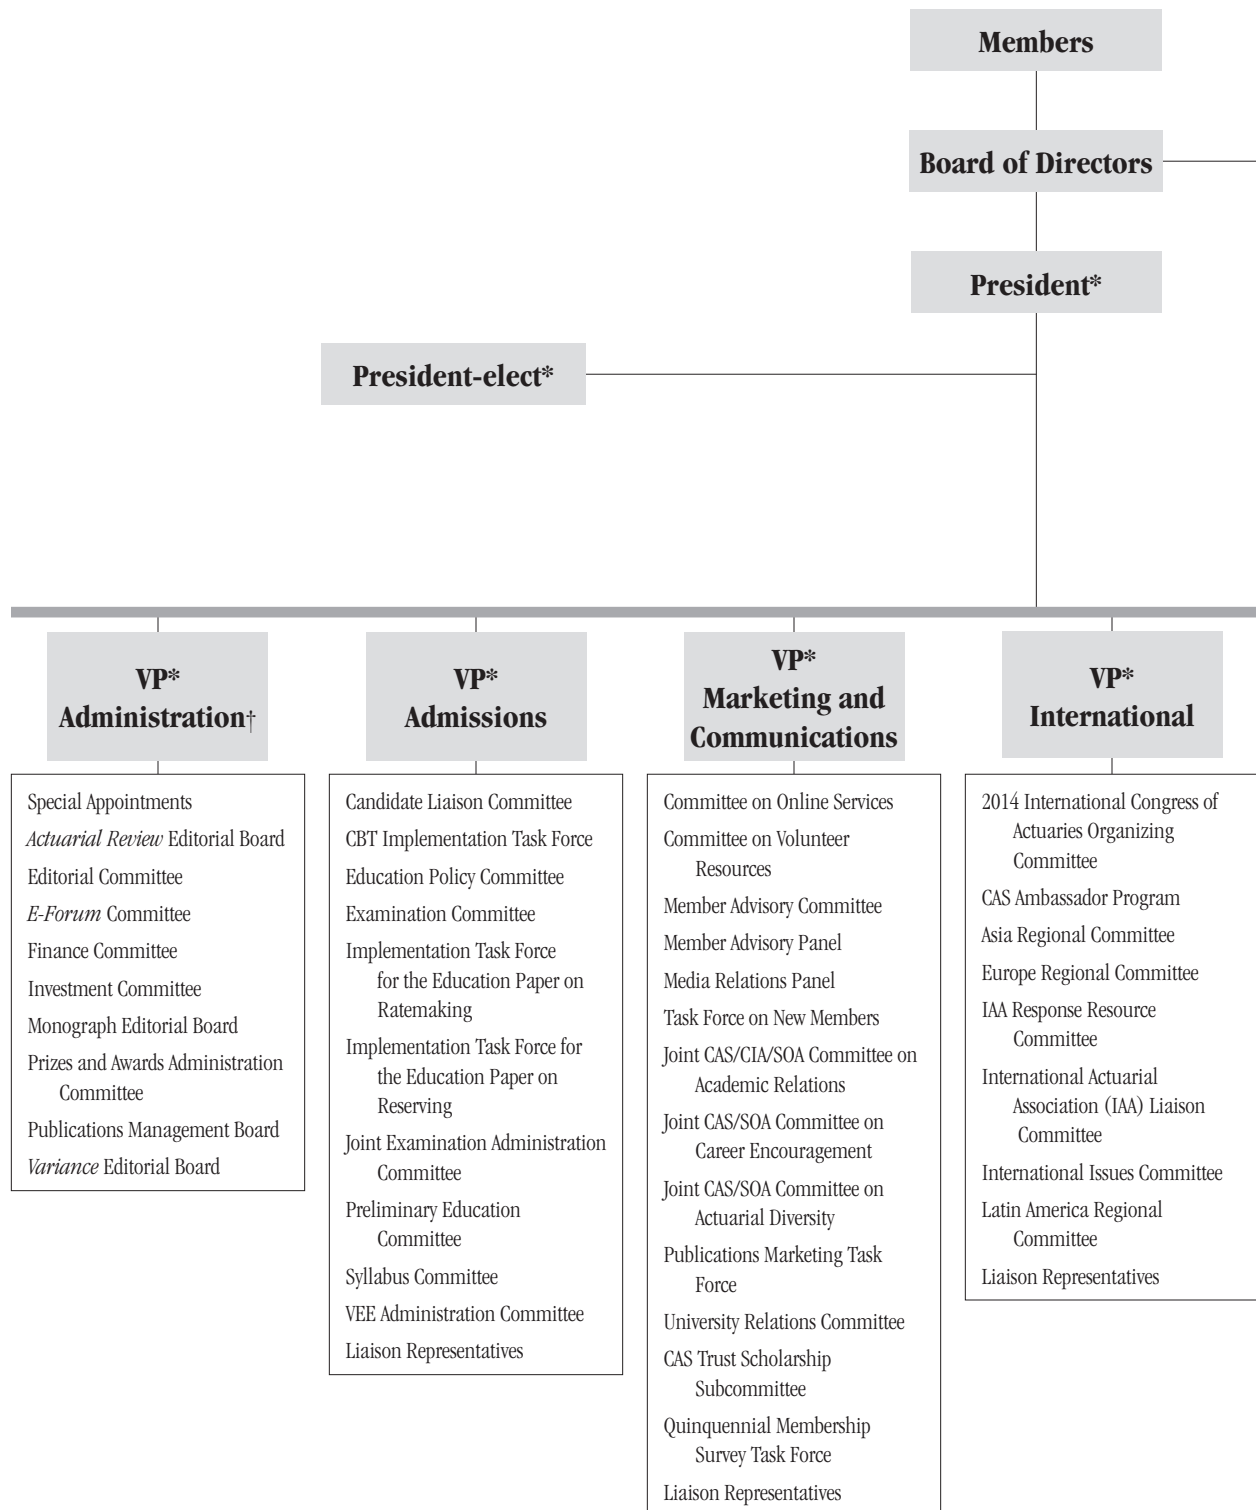 Members
Board of Directors
President*
President-elect*
VP*
Administration†
Special Appointments
Actuarial Review Editorial Board
Editorial Committee
E-Forum Committee
Finance Committee
Investment Committee
Monograph Editorial Board
Prizes and Awards Administration
Committee
Publications Management Board
Variance Editorial Board
VP*
Admissions
Candidate Liaison Committee
CBT Implementation Task Force
Education Policy Committee
Examination Committee
Implementation Task Force
for the Education Paper on
Ratemaking
Implementation Task Force for
the Education Paper on
Reserving
Joint Examination Administration
Committee
Preliminary Education
Committee
Syllabus Committee
VEE Administration Committee
Liaison Representatives
VP*
Marketing and
Communications
Committee on Online Services
Committee on Volunteer
Resources
Member Advisory Committee
Member Advisory Panel
Media Relations Panel
Task Force on New Members
Joint CAS/CIA/SOA Committee on
Academic Relations
Joint CAS/SOA Committee on
Career Encouragement
Joint CAS/SOA Committee on
Actuarial Diversity
Publications Marketing Task
Force
University Relations Committee
CAS Trust Scholarship
Subcommittee
Quinquennial Membership
Survey Task Force
Liaison Representatives
VP*
International
2014 International Congress of
Actuaries Organizing
Committee
CAS Ambassador Program
Asia Regional Committee
Europe Regional Committee
IAA Response Resource
Committee
International Actuarial
Association (IAA) Liaison
Committee
International Issues Committee
Latin America Regional
Committee
Liaison Representatives